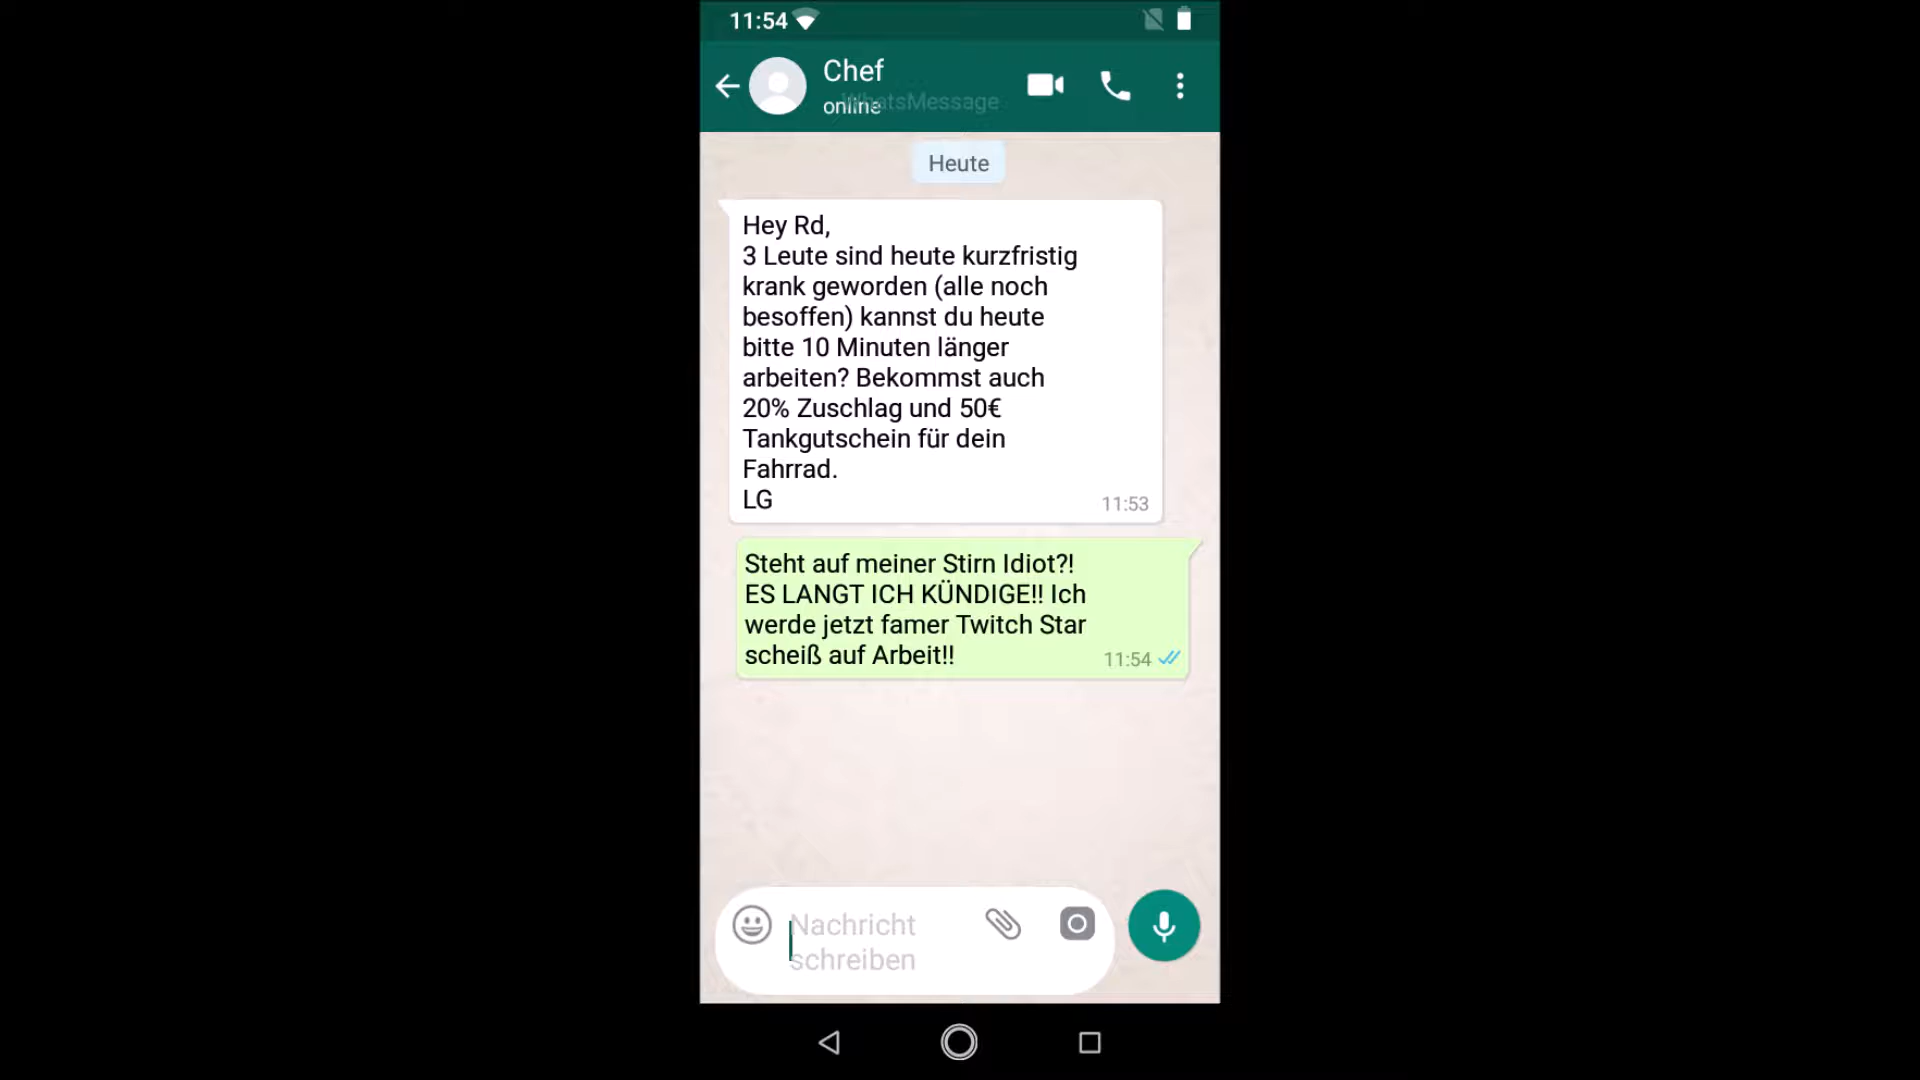 11:54
Chef
online
WhatsMessage
Heute
Hey Rd,
3 Leute sind heute kurzfristig
krank geworden (alle noch
besoffen) kannst du heute
bitte 10 Minuten länger
arbeiten? Bekommst auch
20% Zuschlag und 50€
Tankgutschein für dein
Fahrrad.
LG
11:53
Steht auf meiner Stirn Idiot?!
ES LANGT ICH KÜNDIGE!! Ich
werde jetzt famer Twitch Star
scheiß auf Arbeit!!
11:54
Nachricht
schreiben